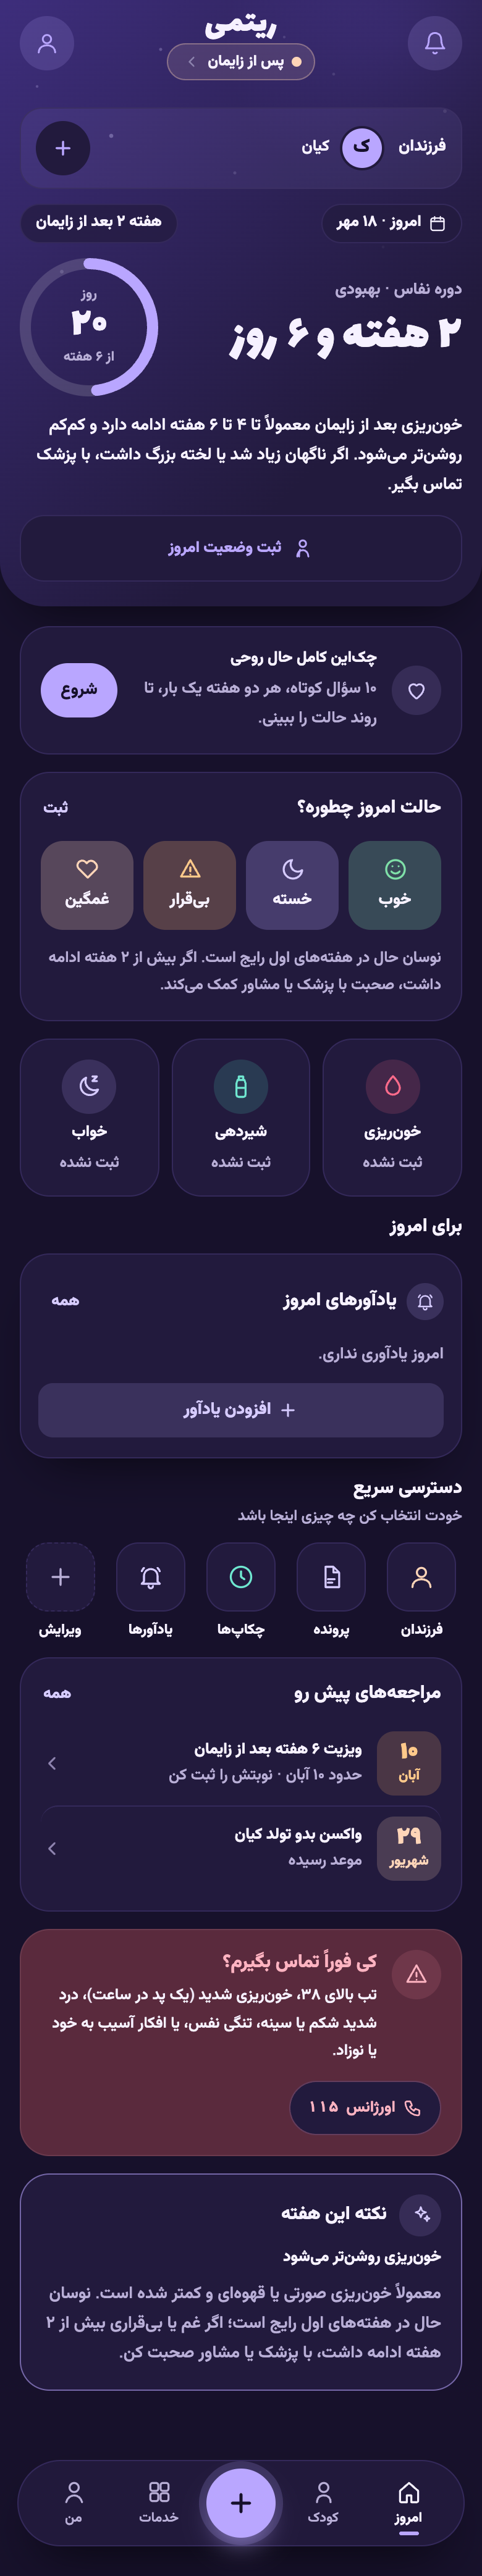 ریتمی
پس از زایمان
فرزندان
ک
کیان
امروز · ۱۸ مهر
هفته ۲ بعد از زایمان
دوره نفاس · بهبودی
۲ هفته و ۶ روز
روز
۲۰
از ۶ هفته
خون‌ریزی بعد از زایمان معمولاً تا ۴ تا ۶ هفته ادامه دارد و کم‌کم
روشن‌تر می‌شود. اگر ناگهان زیاد شد یا لخته بزرگ داشت، با پزشک
تماس بگیر.
ثبت وضعیت امروز
چک‌این کامل حال روحی
۱۰ سؤال کوتاه، هر دو هفته یک بار، تا
روند حالت را ببینی.
شروع
حالت امروز چطوره؟
ثبت
خوب
خسته
بی‌قرار
غمگین
نوسان حال در هفته‌های اول رایج است. اگر بیش از ۲ هفته ادامه
داشت، صحبت با پزشک یا مشاور کمک می‌کند.
خون‌ریزی
ثبت نشده
شیردهی
ثبت نشده
خواب
ثبت نشده
برای امروز
یادآورهای امروز
همه
امروز یادآوری نداری.
افزودن یادآور
دسترسی سریع
خودت انتخاب کن چه چیزی اینجا باشد
فرزندان
پرونده
چکاپ‌ها
یادآورها
ویرایش
مراجعه‌های پیش رو
همه
۱۰
آبان
ویزیت ۶ هفته بعد از زایمان
حدود ۱۰ آبان · نوبتش را ثبت کن
۲۹
شهریور
واکسن بدو تولد کیان
موعد رسیده
کی فوراً تماس بگیرم؟
تب بالای ۳۸، خون‌ریزی شدید (یک پد در ساعت)، درد
شدید شکم یا سینه، تنگی نفس، یا افکار آسیب به خود
یا نوزاد.
اورژانس ۱۱۵
نکته این هفته
خون‌ریزی روشن‌تر می‌شود
معمولاً خون‌ریزی صورتی یا قهوه‌ای و کمتر شده است. نوسان
حال در هفته‌های اول رایج است؛ اگر غم یا بی‌قراری بیش از ۲
هفته ادامه داشت، با پزشک یا مشاور صحبت کن.
امروز
کودک
خدمات
من